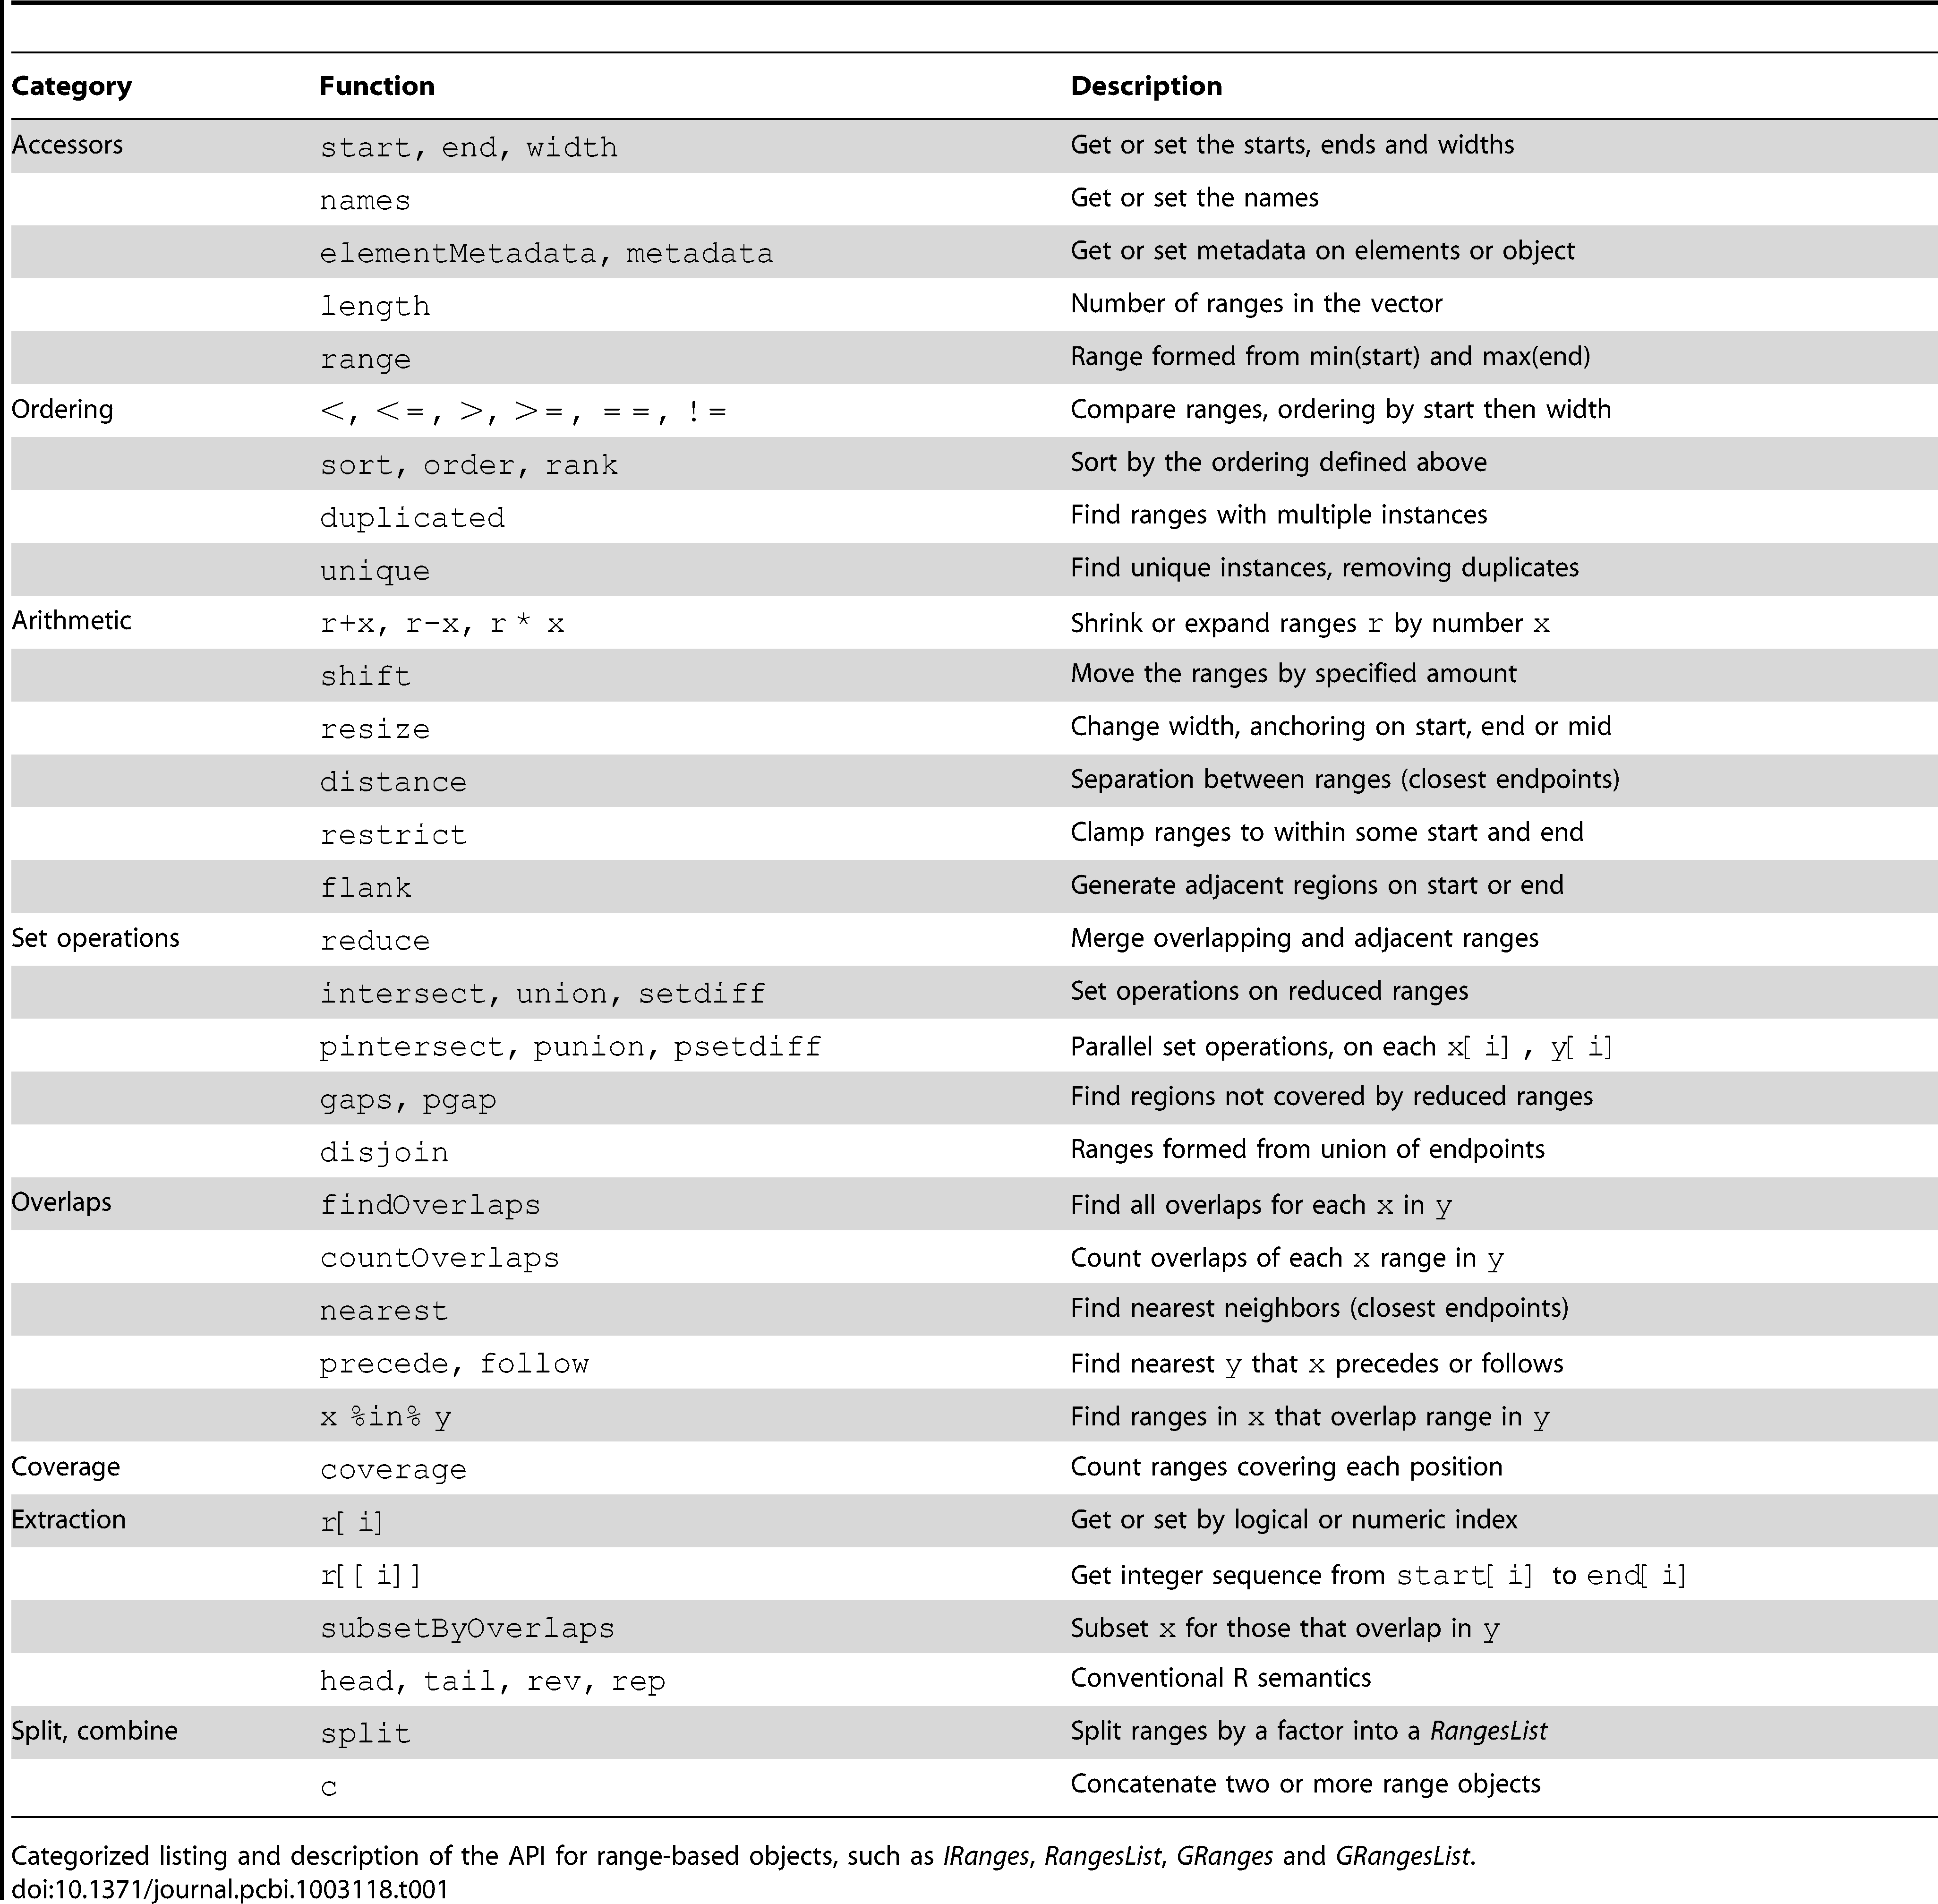 Category Function Description
Accessors start, end, width Get or set the starts, ends and widths
names Get or set the names
elementMetadata, metadata Get or set metadata on elements or object
length Number of ranges in the vector
range Range formed from min(start) and max(end)
Ordering <, <=, >, >=, ==, != Compare ranges, ordering by start then width
sort, order, rank Sort by the ordering defined above
duplicated Find ranges with multiple instances
unique Find unique instances, removing duplicates
Arithmetic r+x, r-x, r * x Shrink or expand ranges r by number x
shift Move the ranges by specified amount
resize Change width, anchoring on start, end or mid
distance Separation between ranges (closest endpoints)
restrict Clamp ranges to within some start and end
flank Generate adjacent regions on start or end
Set operations reduce Merge overlapping and adjacent ranges
intersect, union, setdiff Set operations on reduced ranges
pintersect, punion, psetdiff Parallel set operations, on each x[ i] , y[ i]
gaps, pgap Find regions not covered by reduced ranges
disjoin Ranges formed from union of endpoints
Overlaps findOverlaps Find all overlaps for each x in y
countOverlaps Count overlaps of each x range in y
nearest Find nearest neighbors (closest endpoints)
precede, follow Find nearest y that x precedes or follows
x %in% y Find ranges in x that overlap range in y
Coverage coverage Count ranges covering each position
Extraction r[ i] Get or set by logical or numeric index
r[ [ i] ] Get integer sequence from start[ i] to end[ i]
subsetByOverlaps Subset x for those that overlap in y
head, tail, rev, rep Conventional R semantics
Split, combine split Split ranges by a factor into a RangesList
c Concatenate two or more range objects
Categorized listing and description of the API for range-based objects, such as IRanges, RangesList, GRanges and GRangesList.
doi:10.1371/journal.pcbi.1003118.t001